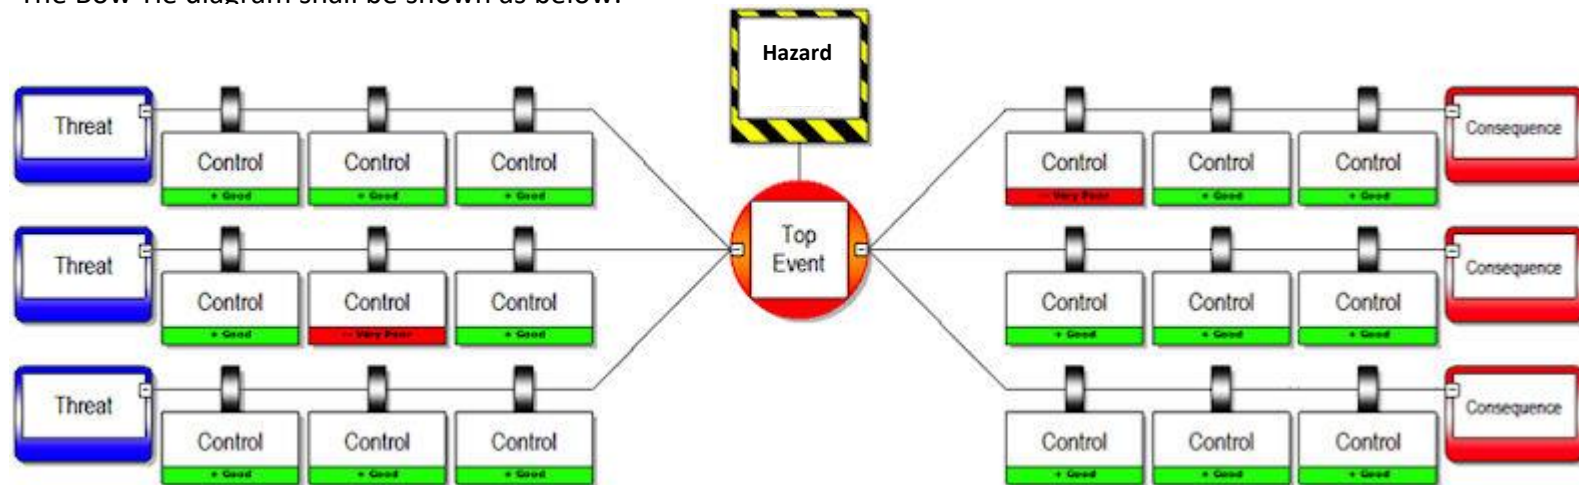 The Bow Tie diagram shall be shown as below:
Hazard
Threat
Control
+ Good
Control
+ Good
Control
+ Good
Control
-- Very Poor
Control
+ Good
Control
+ Good
Consequence
Top
Event
Threat
Control
+ Good
Control
-- Very Poor
Control
+ Good
Control
+ Good
Control
+ Good
Control
+ Good
Consequence
Threat
Control
+ Good
Control
+ Good
Control
+ Good
Control
+ Good
Control
+ Good
Control
+ Good
Consequence